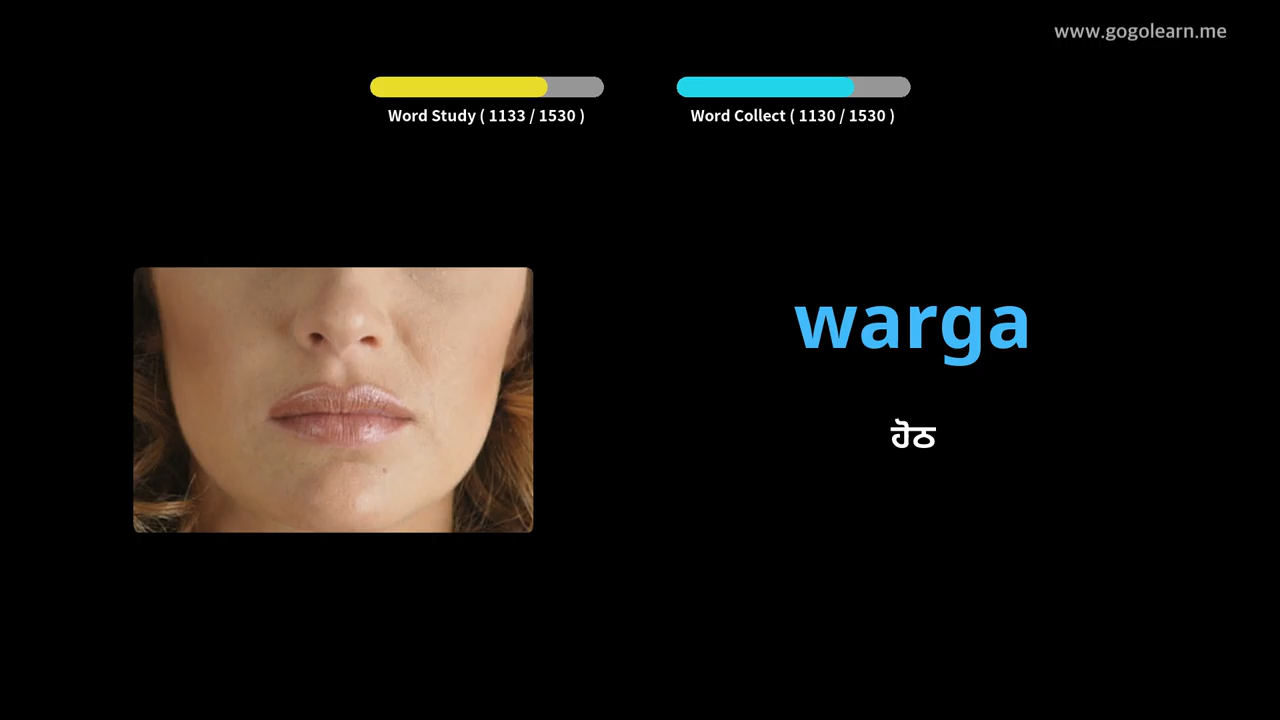 www.gogolearn.me
Word Study ( 1133 / 1530 )
Word Collect ( 1130 / 1530 )
warga
ਹੋਠ